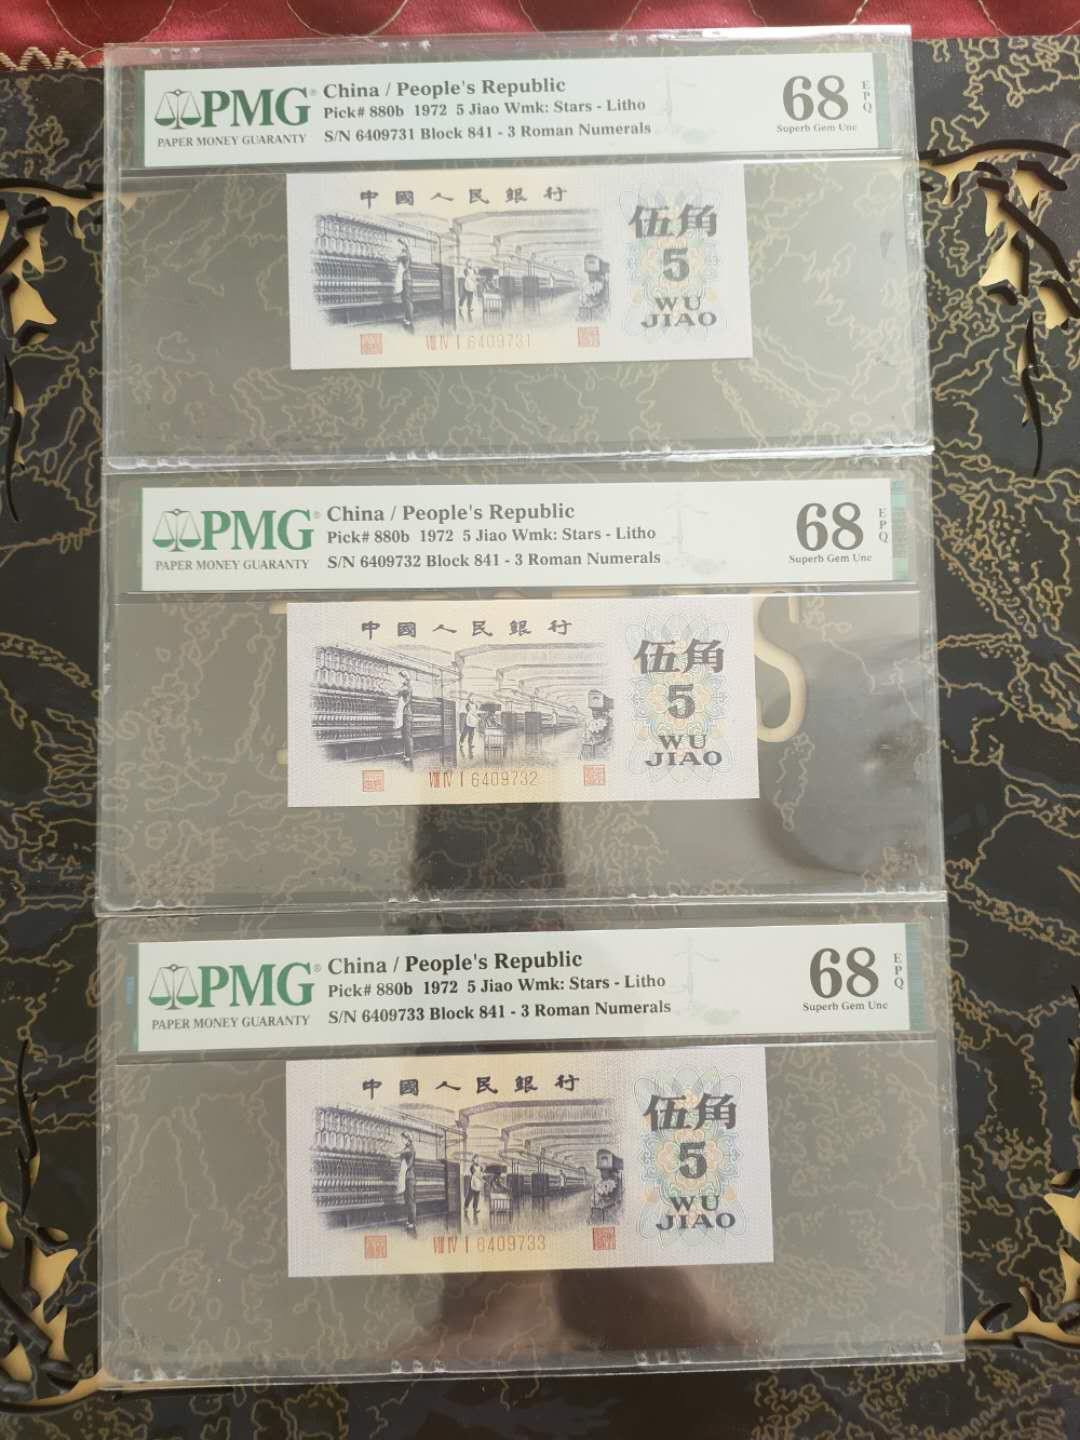 PMG®
PAPER MONEY GUARANTY
China / People's Republic
Pick# 880b 1972 5 Jiao Wmk: Stars - Litho
S/N 6409731 Block 841 - 3 Roman Numerals
68
EPQ
Superb Gem Unc
中國人民銀行
伍角
5
WU
JIAO
VIII IV I 6409731
PMG®
PAPER MONEY GUARANTY
China / People's Republic
Pick# 880b 1972 5 Jiao Wmk: Stars - Litho
S/N 6409732 Block 841 - 3 Roman Numerals
68
EPQ
Superb Gem Unc
中國人民銀行
伍角
5
WU
JIAO
VIII IV I 6409732
PMG®
PAPER MONEY GUARANTY
China / People's Republic
Pick# 880b 1972 5 Jiao Wmk: Stars - Litho
S/N 6409733 Block 841 - 3 Roman Numerals
68
EPQ
Superb Gem Unc
中國人民銀行
伍角
5
WU
JIAO
VIII IV I 6409733